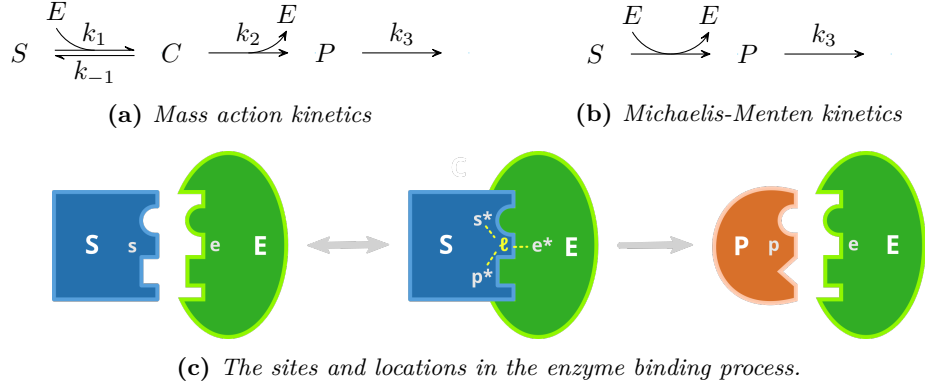 E E E E
S k₁ C k₂ P k₃ S P k₃
k₋₁
(a) Mass action kinetics (b) Michaelis-Menten kinetics
C
S s e E S s* ℓ e* E P p e E
p*
(c) The sites and locations in the enzyme binding process.